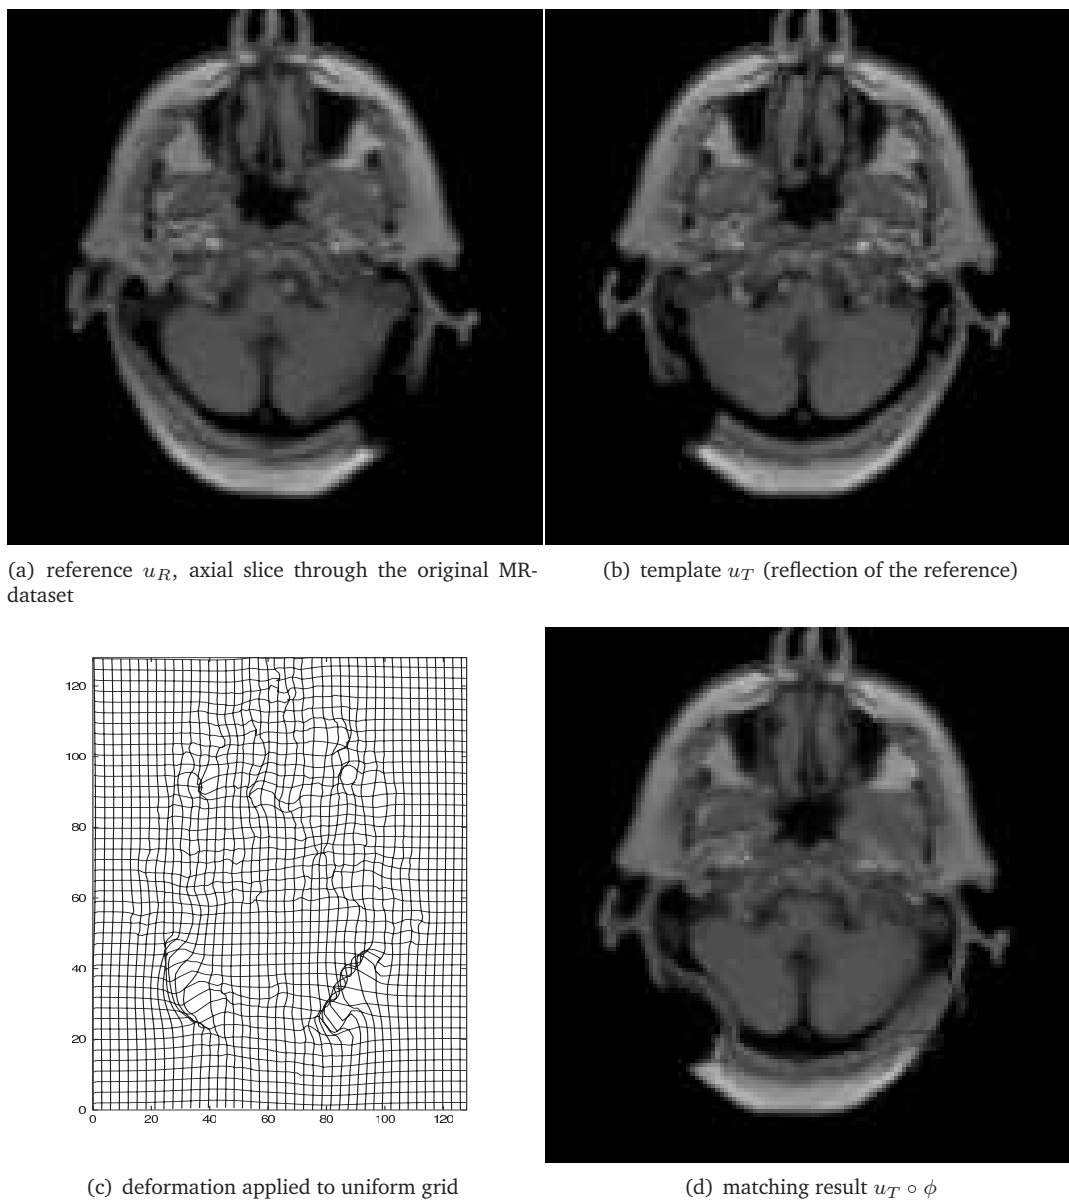 (a) reference u_R, axial slice through the original MR-
dataset
(b) template u_T (reflection of the reference)
120
100
80
60
40
20
0
0 20 40 60 80 100 120
(c) deformation applied to uniform grid
(d) matching result u_T ∘ ϕ